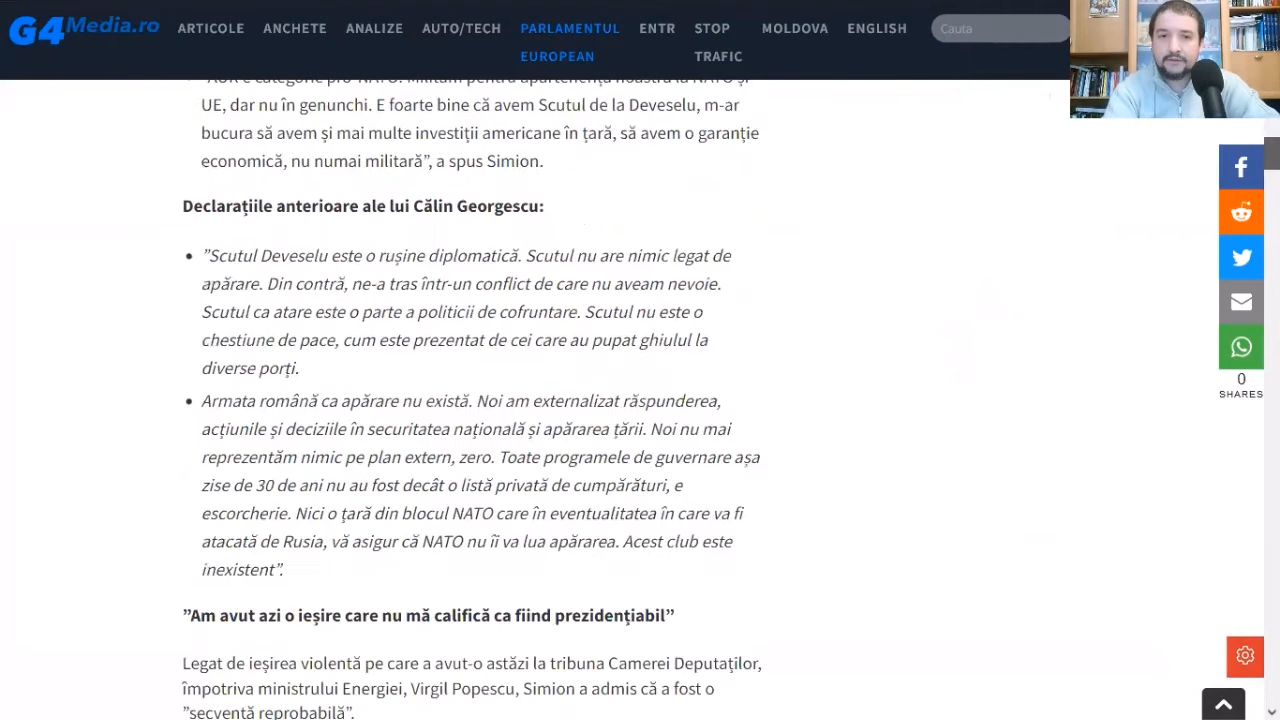 G4Media.ro
ARTICOLE ANCHETE ANALIZE AUTO/TECH PARLAMENTUL EUROPEAN ENTR STOP TRAFIC MOLDOVA ENGLISH Cauta
"AUR e categoric pro-NATO. Milităm pentru apartenența noastră la NATO și
UE, dar nu în genunchi. E foarte bine că avem Scutul de la Deveselu, m-ar
bucura să avem și mai multe investiții americane în țară, să avem o garanție
economică, nu numai militară”, a spus Simion.
Declarațiile anterioare ale lui Călin Georgescu:
• ”Scutul Deveselu este o rușine diplomatică. Scutul nu are nimic legat de
apărare. Din contră, ne-a tras într-un conflict de care nu aveam nevoie.
Scutul ca atare este o parte a politicii de cofruntare. Scutul nu este o
chestiune de pace, cum este prezentat de cei care au pupat ghiulul la
diverse porți.
• Armata română ca apărare nu există. Noi am externalizat răspunderea,
acțiunile și deciziile în securitatea națională și apărarea țării. Noi nu mai
reprezentăm nimic pe plan extern, zero. Toate programele de guvernare așa
zise de 30 de ani nu au fost decât o listă privată de cumpărături, e
escorcherie. Nici o țară din blocul NATO care în eventualitatea în care va fi
atacată de Rusia, vă asigur că NATO nu îi va lua apărarea. Acest club este
inexistent”.
”Am avut azi o ieșire care nu mă califică ca fiind prezidențiabil”
Legat de ieșirea violentă pe care a avut-o astăzi la tribuna Camerei Deputaților,
împotriva ministrului Energiei, Virgil Popescu, Simion a admis că a fost o
”secvență reprobabilă”.
0
SHARES